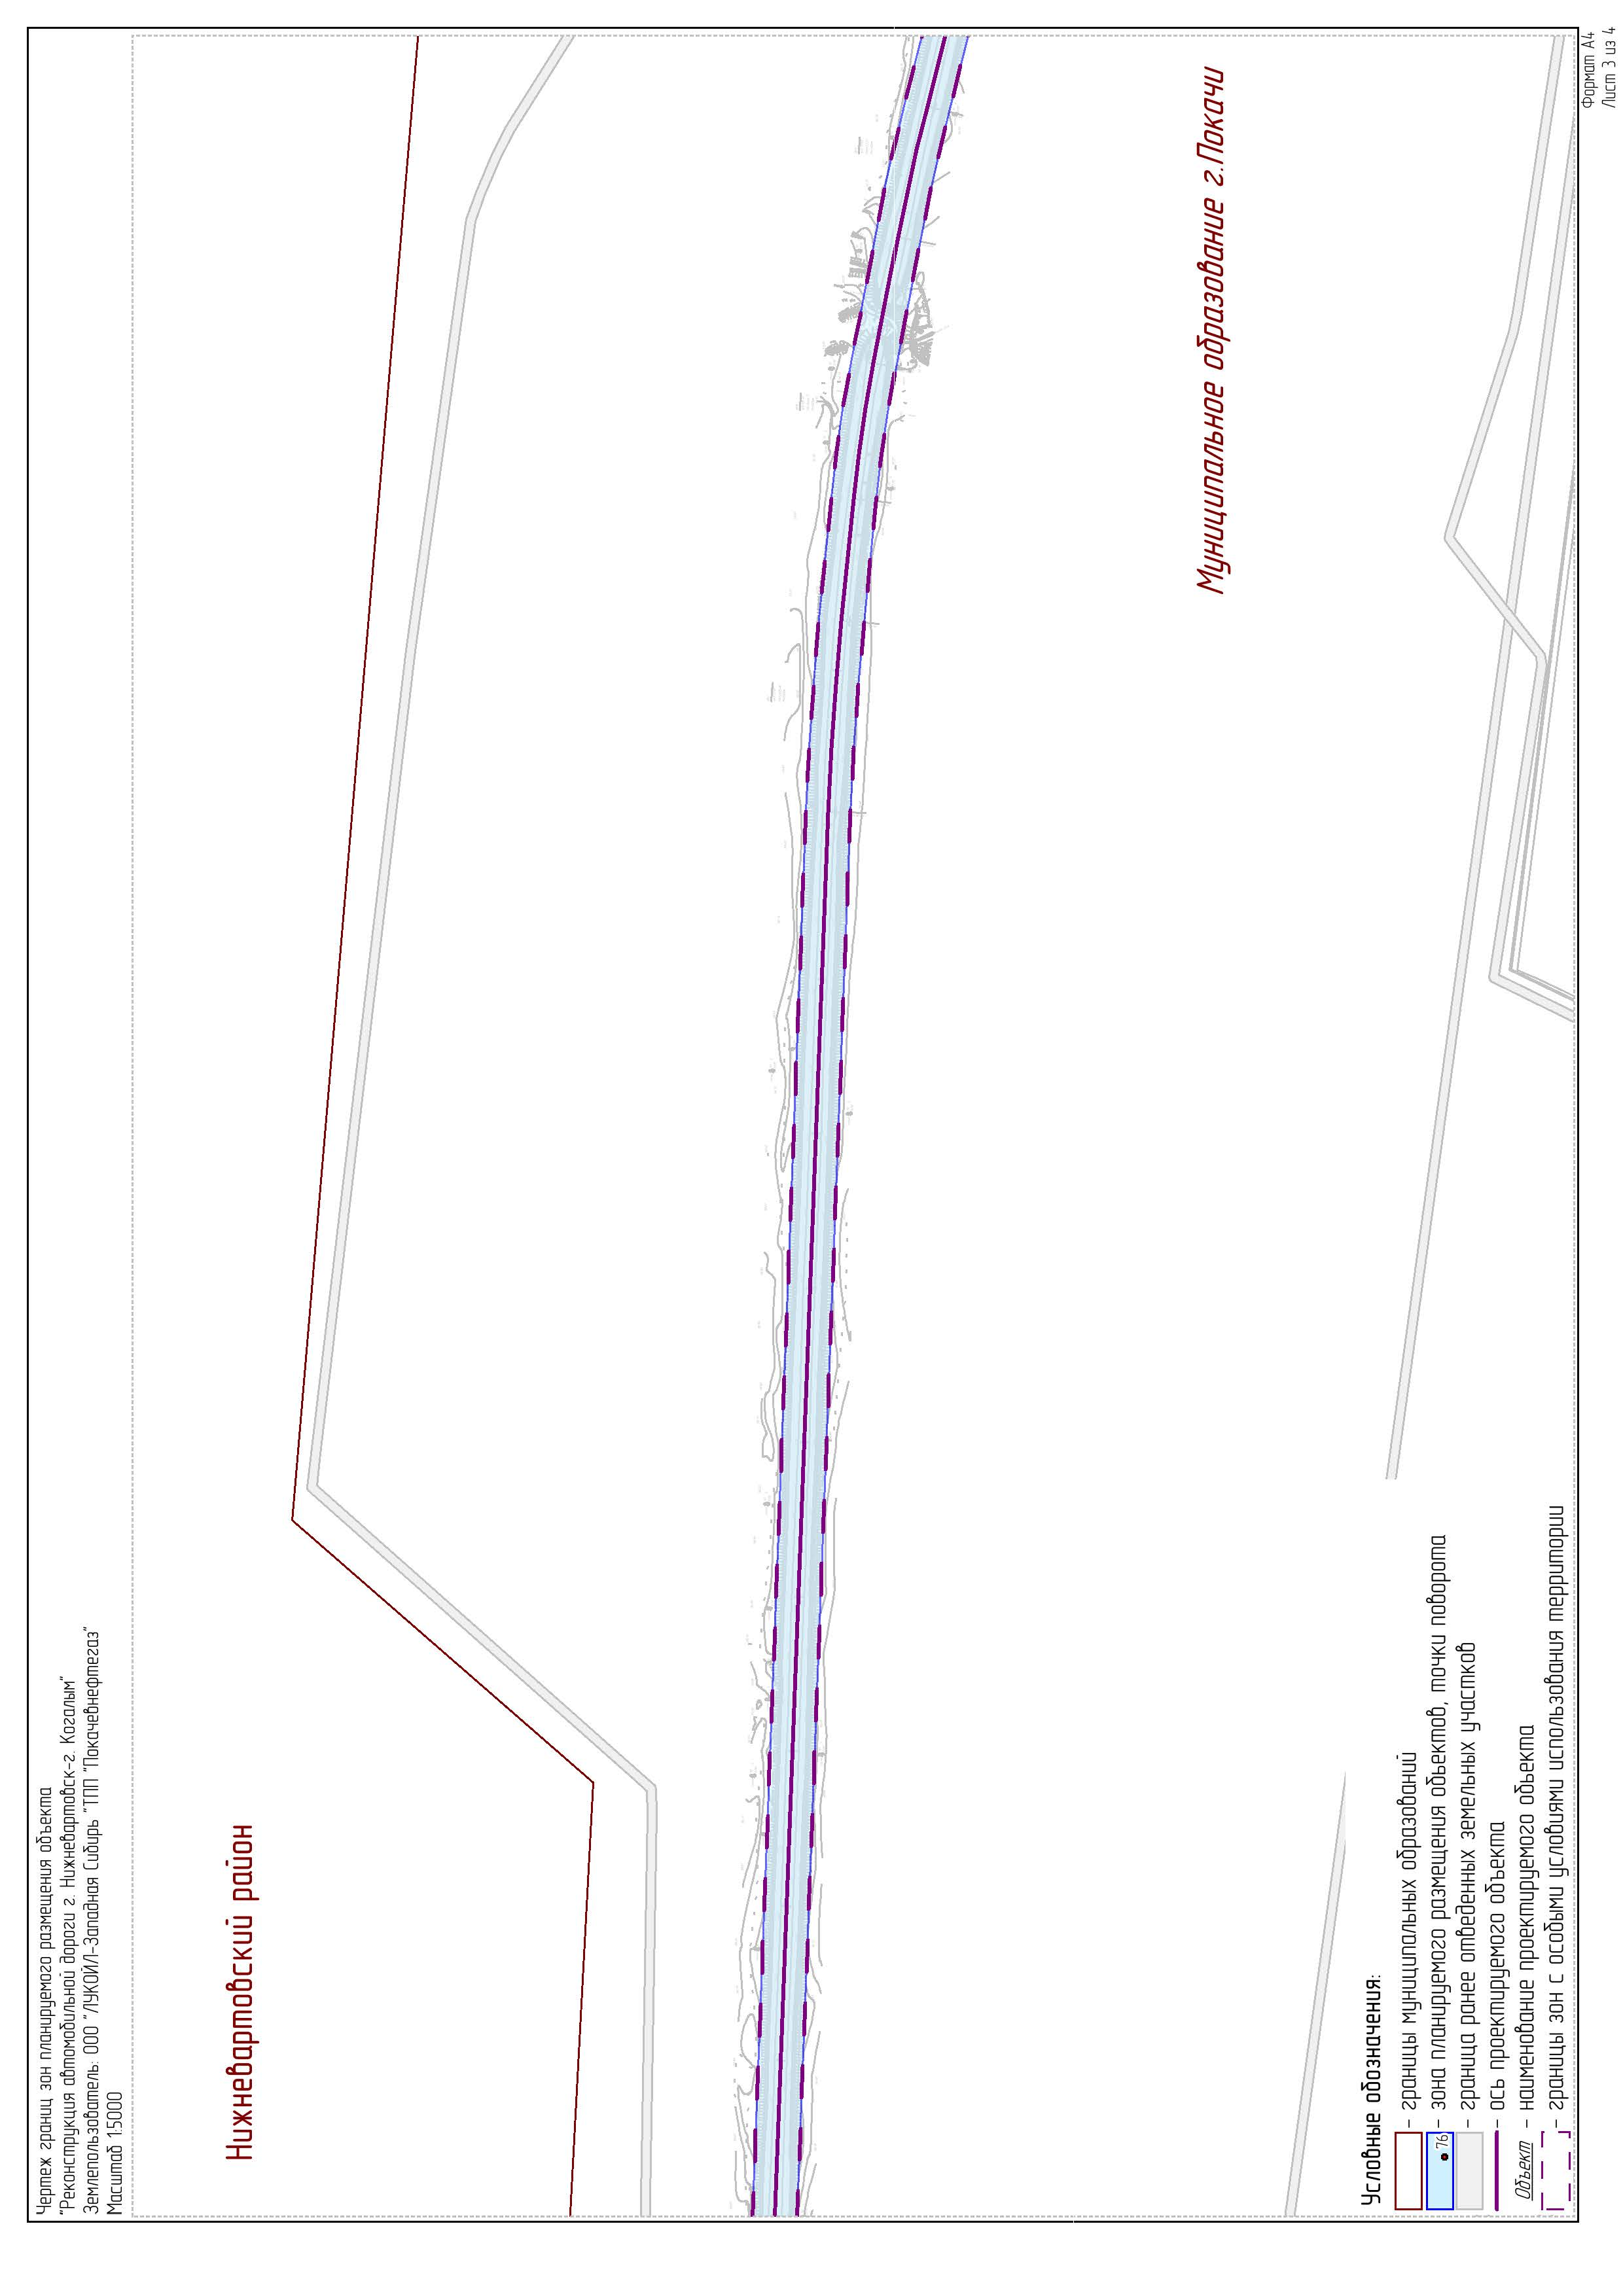 Чертеж границ зон планируемого размещения объекта
"Реконструкция автомобильной дороги г. Нижневартовск-г. Когалым"
Землепользователь: ООО "ЛУКОЙЛ-Западная Сибирь "ТПП "Покачевнефтегаз"
Масштаб 1:5000
Нижневартовский район
Муниципальное образование г.Покачи
Условные обозначения:
- границы муниципальных образований
76 - зона планируемого размещения объектов, точки поворота
- граница ранее отведенных земельных участков
- ось проектируемого объекта
Объект - наименование проектируемого объекта
- границы зон с особыми условиями использования территории
Формат А4
Лист 3 из 4